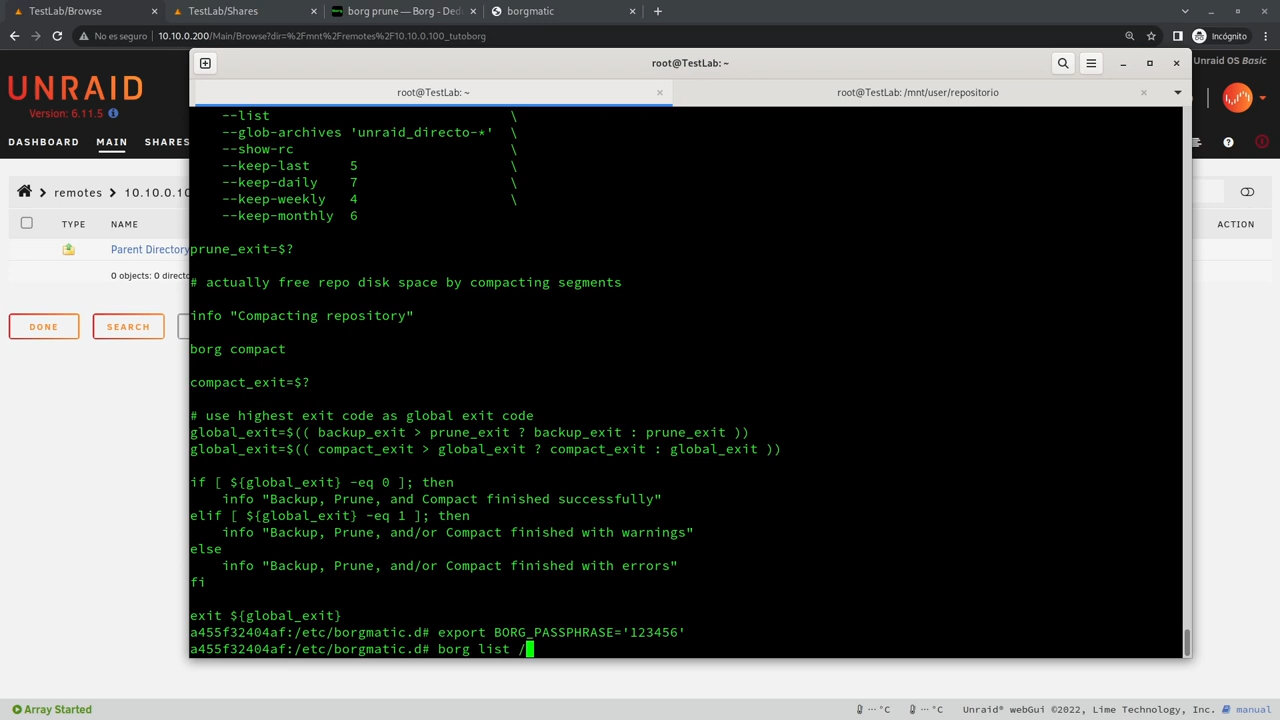 TestLab/Browse
TestLab/Shares
borg prune — Borg - Ded
borgmatic
No es seguro
10.10.0.200/Main/Browse?dir=%2Fmnt%2Fremotes%2F10.10.0.100_tutoborg
Incógnito
root@TestLab: ~
UNRAID
Version: 6.11.5
Unraid OS Basic
root@TestLab: ~
root@TestLab: /mnt/user/repositorio
DASHBOARD
MAIN
SHARES
remotes
10.10.0.10
TYPE
NAME
ACTION
Parent Directory
0 objects: 0 directo
DONE
SEARCH
--list \
--glob-archives 'unraid_directo-*' \
--show-rc \
--keep-last 5 \
--keep-daily 7 \
--keep-weekly 4 \
--keep-monthly 6
prune_exit=$?
# actually free repo disk space by compacting segments
info "Compacting repository"
borg compact
compact_exit=$?
# use highest exit code as global exit code
global_exit=$(( backup_exit > prune_exit ? backup_exit : prune_exit ))
global_exit=$(( compact_exit > global_exit ? compact_exit : global_exit ))
if [ ${global_exit} -eq 0 ]; then
info "Backup, Prune, and Compact finished successfully"
elif [ ${global_exit} -eq 1 ]; then
info "Backup, Prune, and/or Compact finished with warnings"
else
info "Backup, Prune, and/or Compact finished with errors"
fi
exit ${global_exit}
a455f32404af:/etc/borgmatic.d# export BORG_PASSPHRASE='123456'
a455f32404af:/etc/borgmatic.d# borg list /
Array Started
··· °C
··· °C
Unraid® webGui ©2022, Lime Technology, Inc.
manual